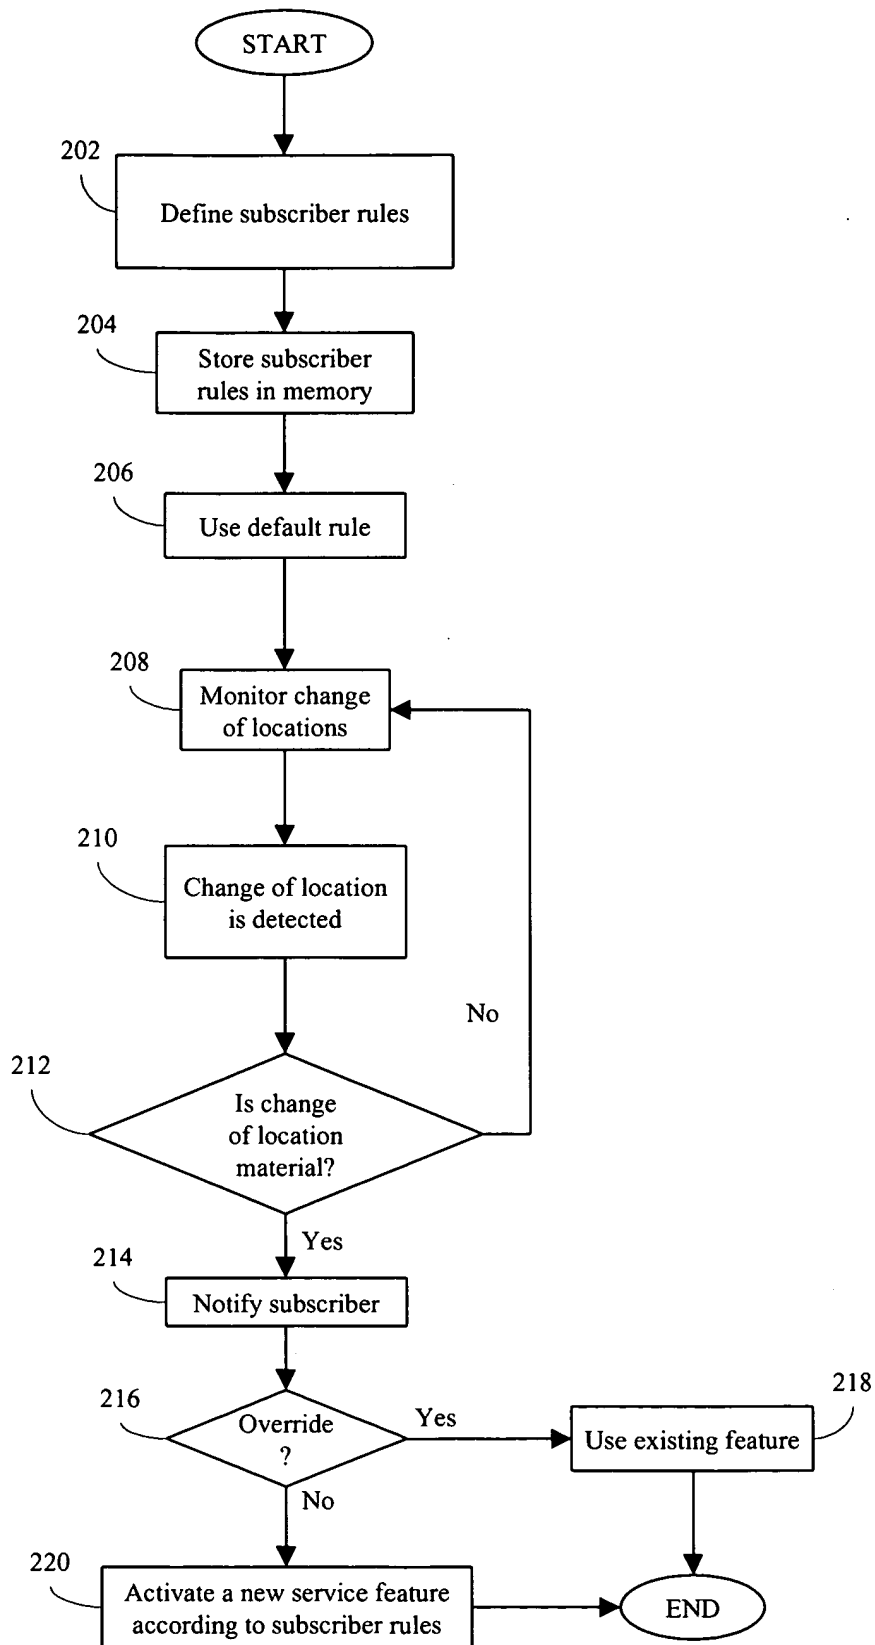 START
202
Define subscriber rules
204
Store subscriber
rules in memory
206
Use default rule
208
Monitor change
of locations
210
Change of location
is detected
No
212
Is change
of location
material?
Yes
214
Notify subscriber
216
Override
?
Yes
218
Use existing feature
No
220
Activate a new service feature
according to subscriber rules
END